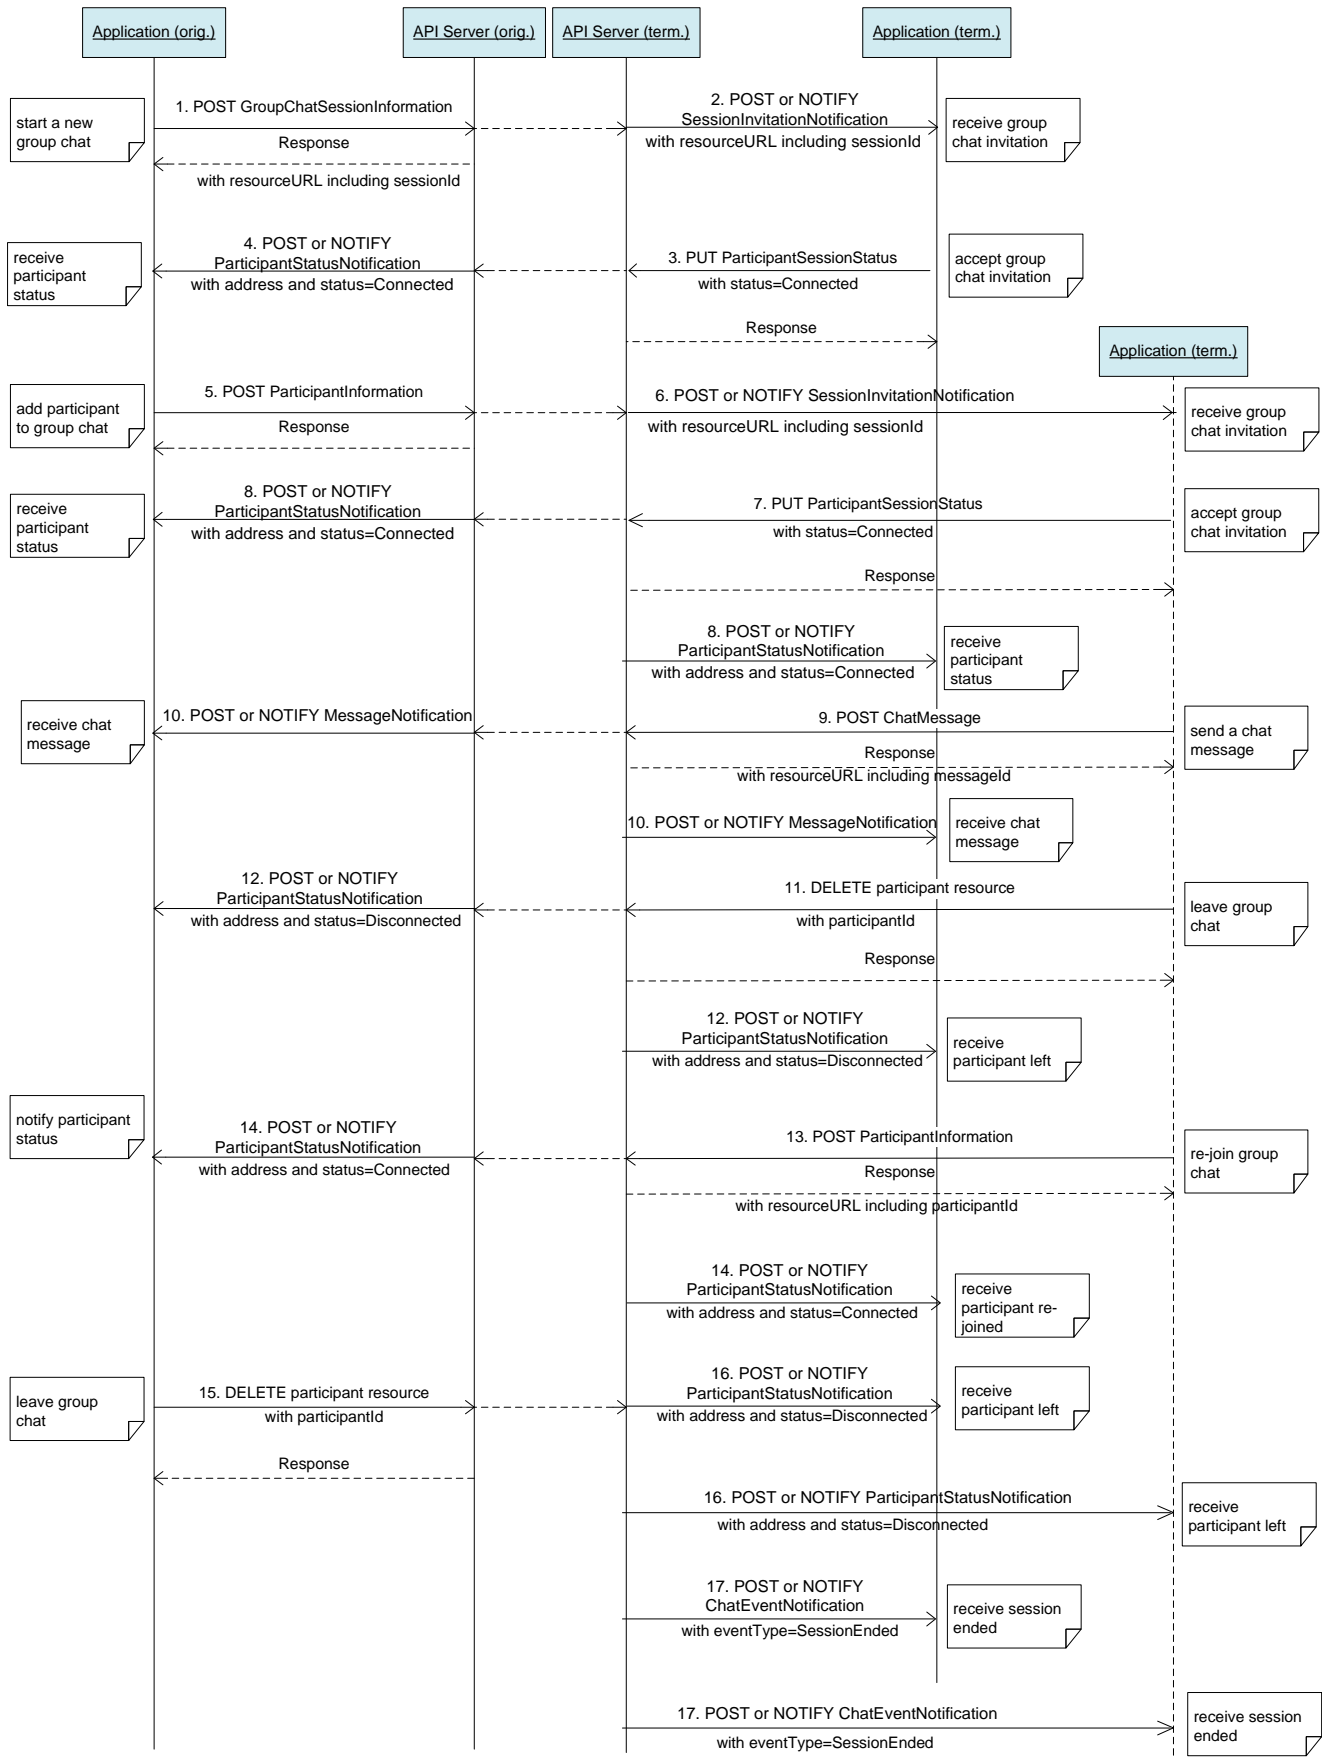 Application (orig.)
API Server (orig.)
API Server (term.)
Application (term.)
start a new
group chat
1. POST GroupChatSessionInformation
Response
with resourceURL including sessionId
2. POST or NOTIFY
SessionInvitationNotification
with resourceURL including sessionId
receive group
chat invitation
receive
participant
status
4. POST or NOTIFY
ParticipantStatusNotification
with address and status=Connected
3. PUT ParticipantSessionStatus
with status=Connected
accept group
chat invitation
Response
Application (term.)
add participant
to group chat
5. POST ParticipantInformation
Response
6. POST or NOTIFY SessionInvitationNotification
with resourceURL including sessionId
receive group
chat invitation
receive
participant
status
8. POST or NOTIFY
ParticipantStatusNotification
with address and status=Connected
7. PUT ParticipantSessionStatus
with status=Connected
accept group
chat invitation
Response
8. POST or NOTIFY
ParticipantStatusNotification
with address and status=Connected
receive
participant
status
receive chat
message
10. POST or NOTIFY MessageNotification
9. POST ChatMessage
send a chat
message
Response
with resourceURL including messageId
10. POST or NOTIFY MessageNotification
receive chat
message
12. POST or NOTIFY
ParticipantStatusNotification
with address and status=Disconnected
11. DELETE participant resource
with participantId
leave group
chat
Response
12. POST or NOTIFY
ParticipantStatusNotification
with address and status=Disconnected
receive
participant left
notify participant
status
14. POST or NOTIFY
ParticipantStatusNotification
with address and status=Connected
13. POST ParticipantInformation
re-join group
chat
Response
with resourceURL including participantId
14. POST or NOTIFY
ParticipantStatusNotification
with address and status=Connected
receive
participant re-
joined
leave group
chat
15. DELETE participant resource
with participantId
16. POST or NOTIFY
ParticipantStatusNotification
with address and status=Disconnected
receive
participant left
Response
16. POST or NOTIFY ParticipantStatusNotification
with address and status=Disconnected
receive
participant left
17. POST or NOTIFY
ChatEventNotification
with eventType=SessionEnded
receive session
ended
17. POST or NOTIFY ChatEventNotification
with eventType=SessionEnded
receive session
ended